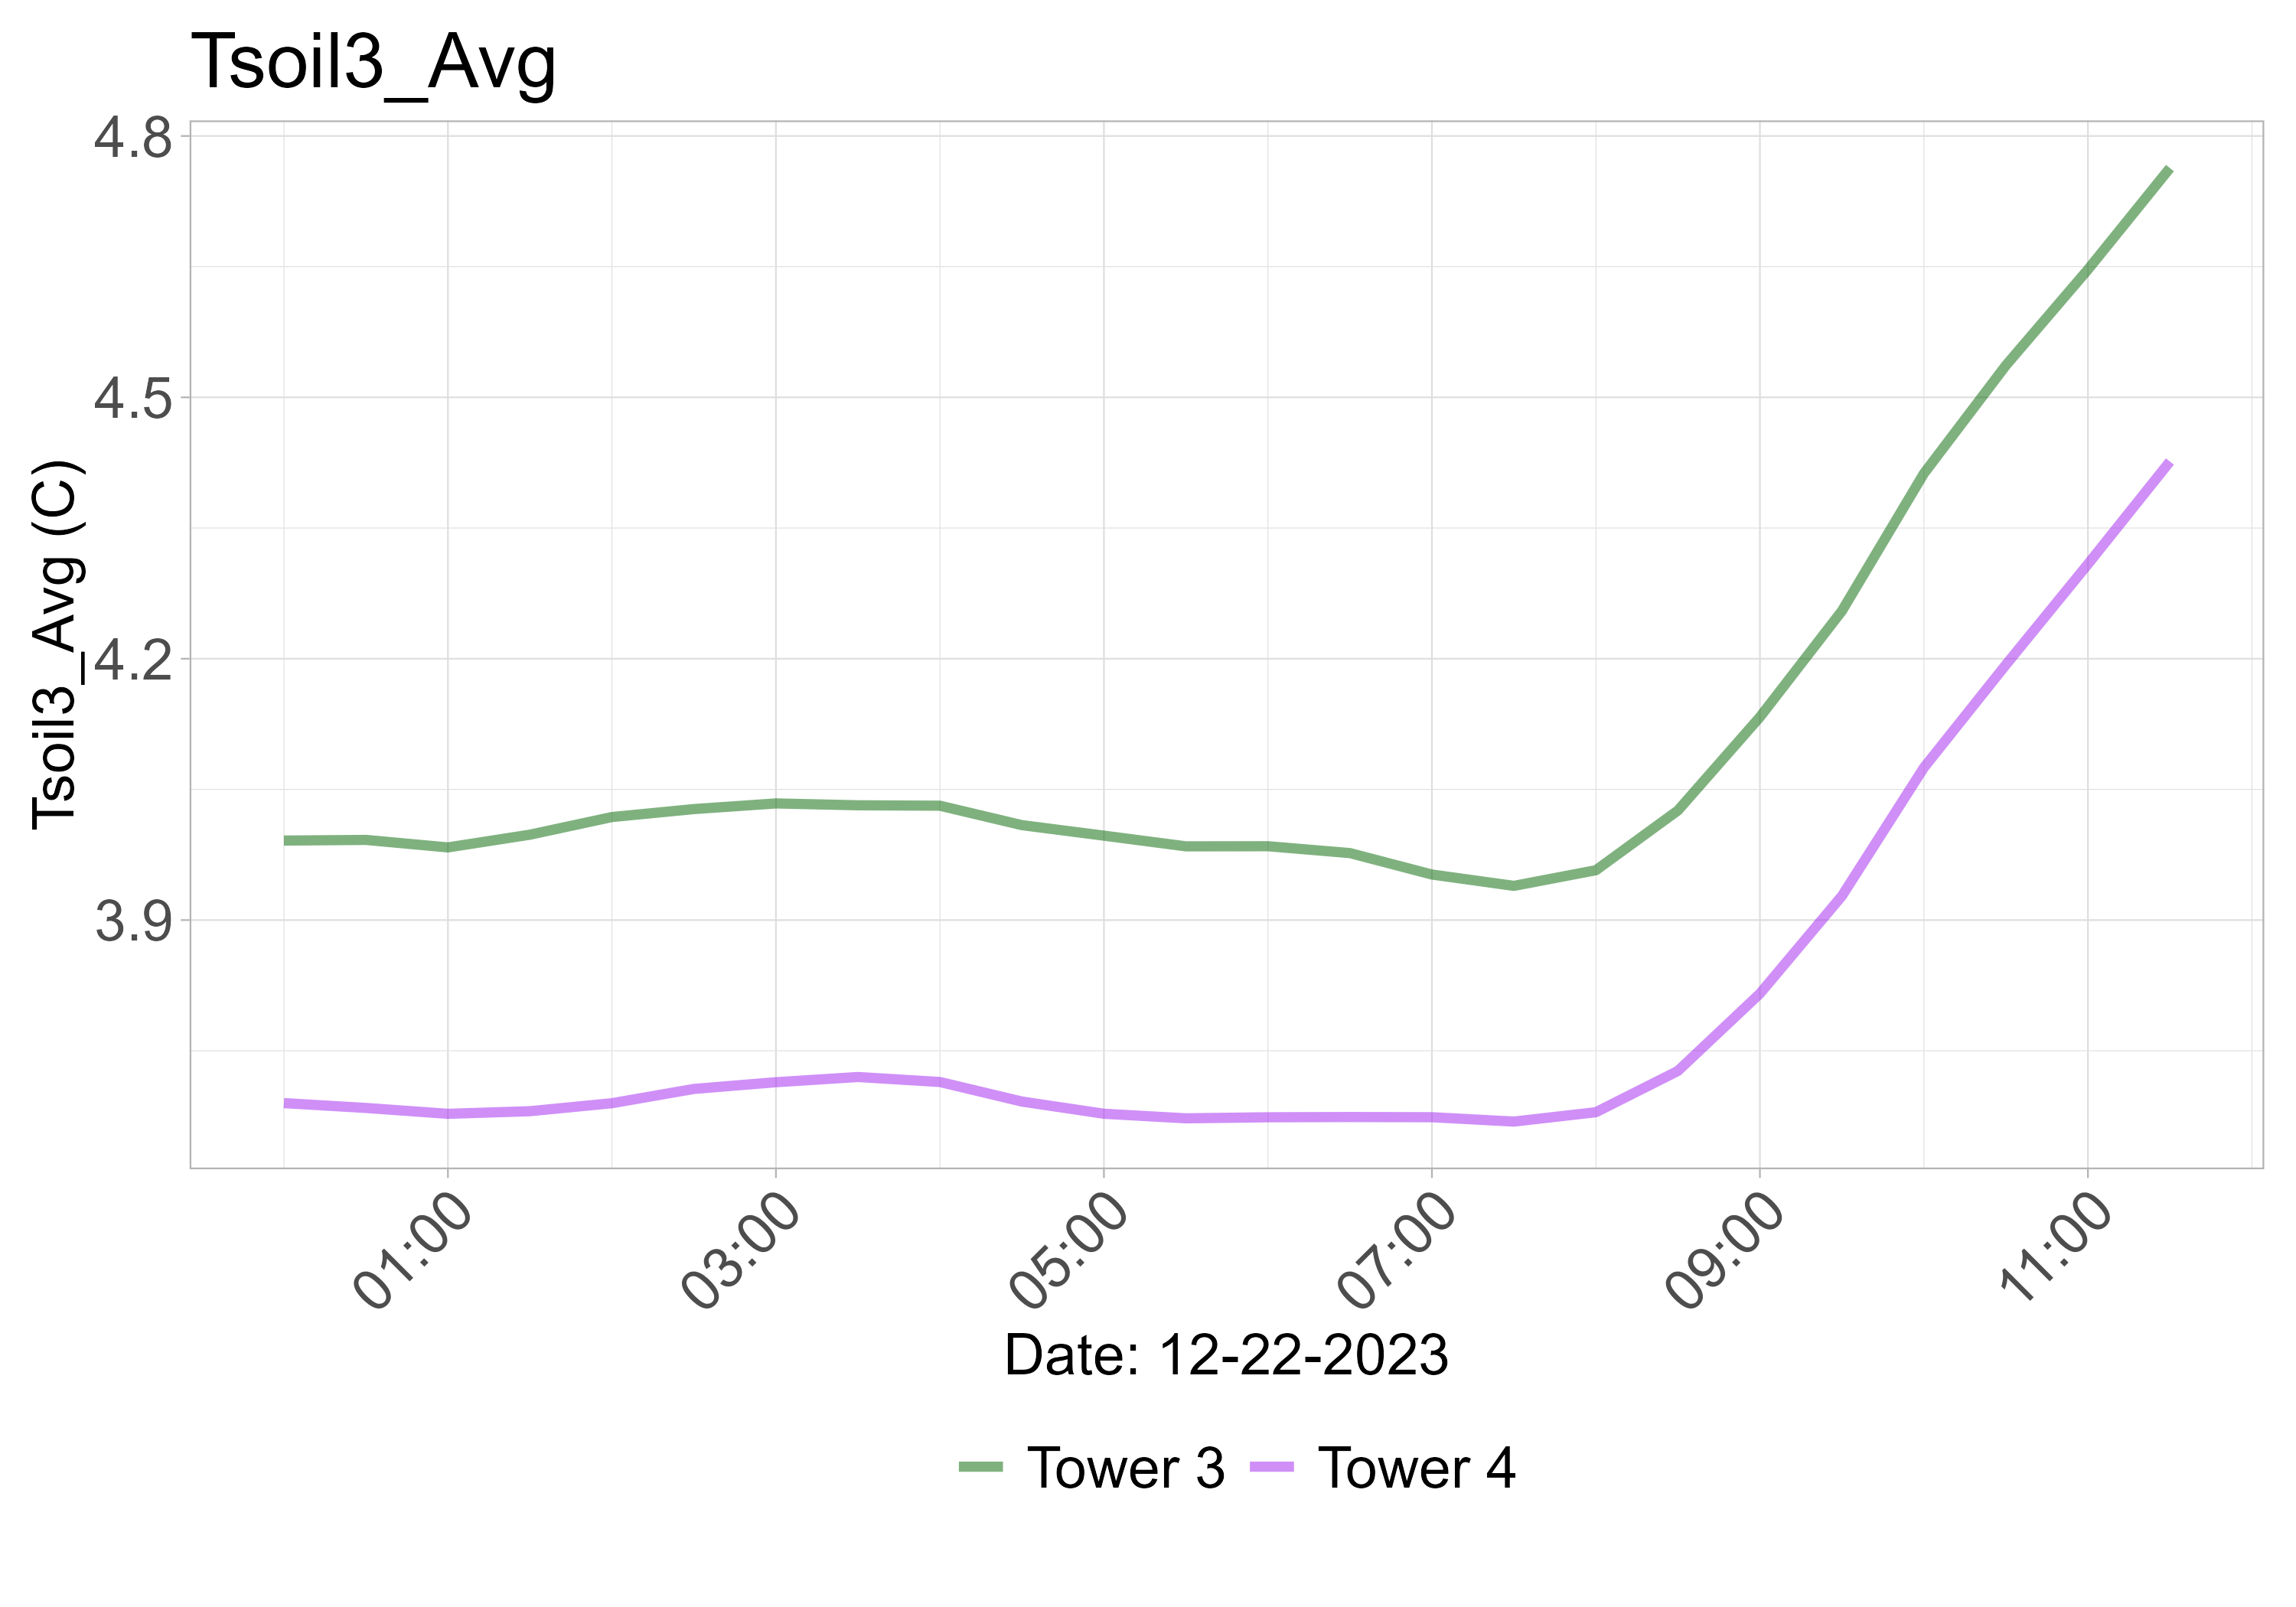 Tsoil3_Avg
4.8
4.5
4.2
3.9
Tsoil3_Avg (C)
01:00 03:00 05:00 07:00 09:00 11:00
Date: 12-22-2023
Tower 3 Tower 4